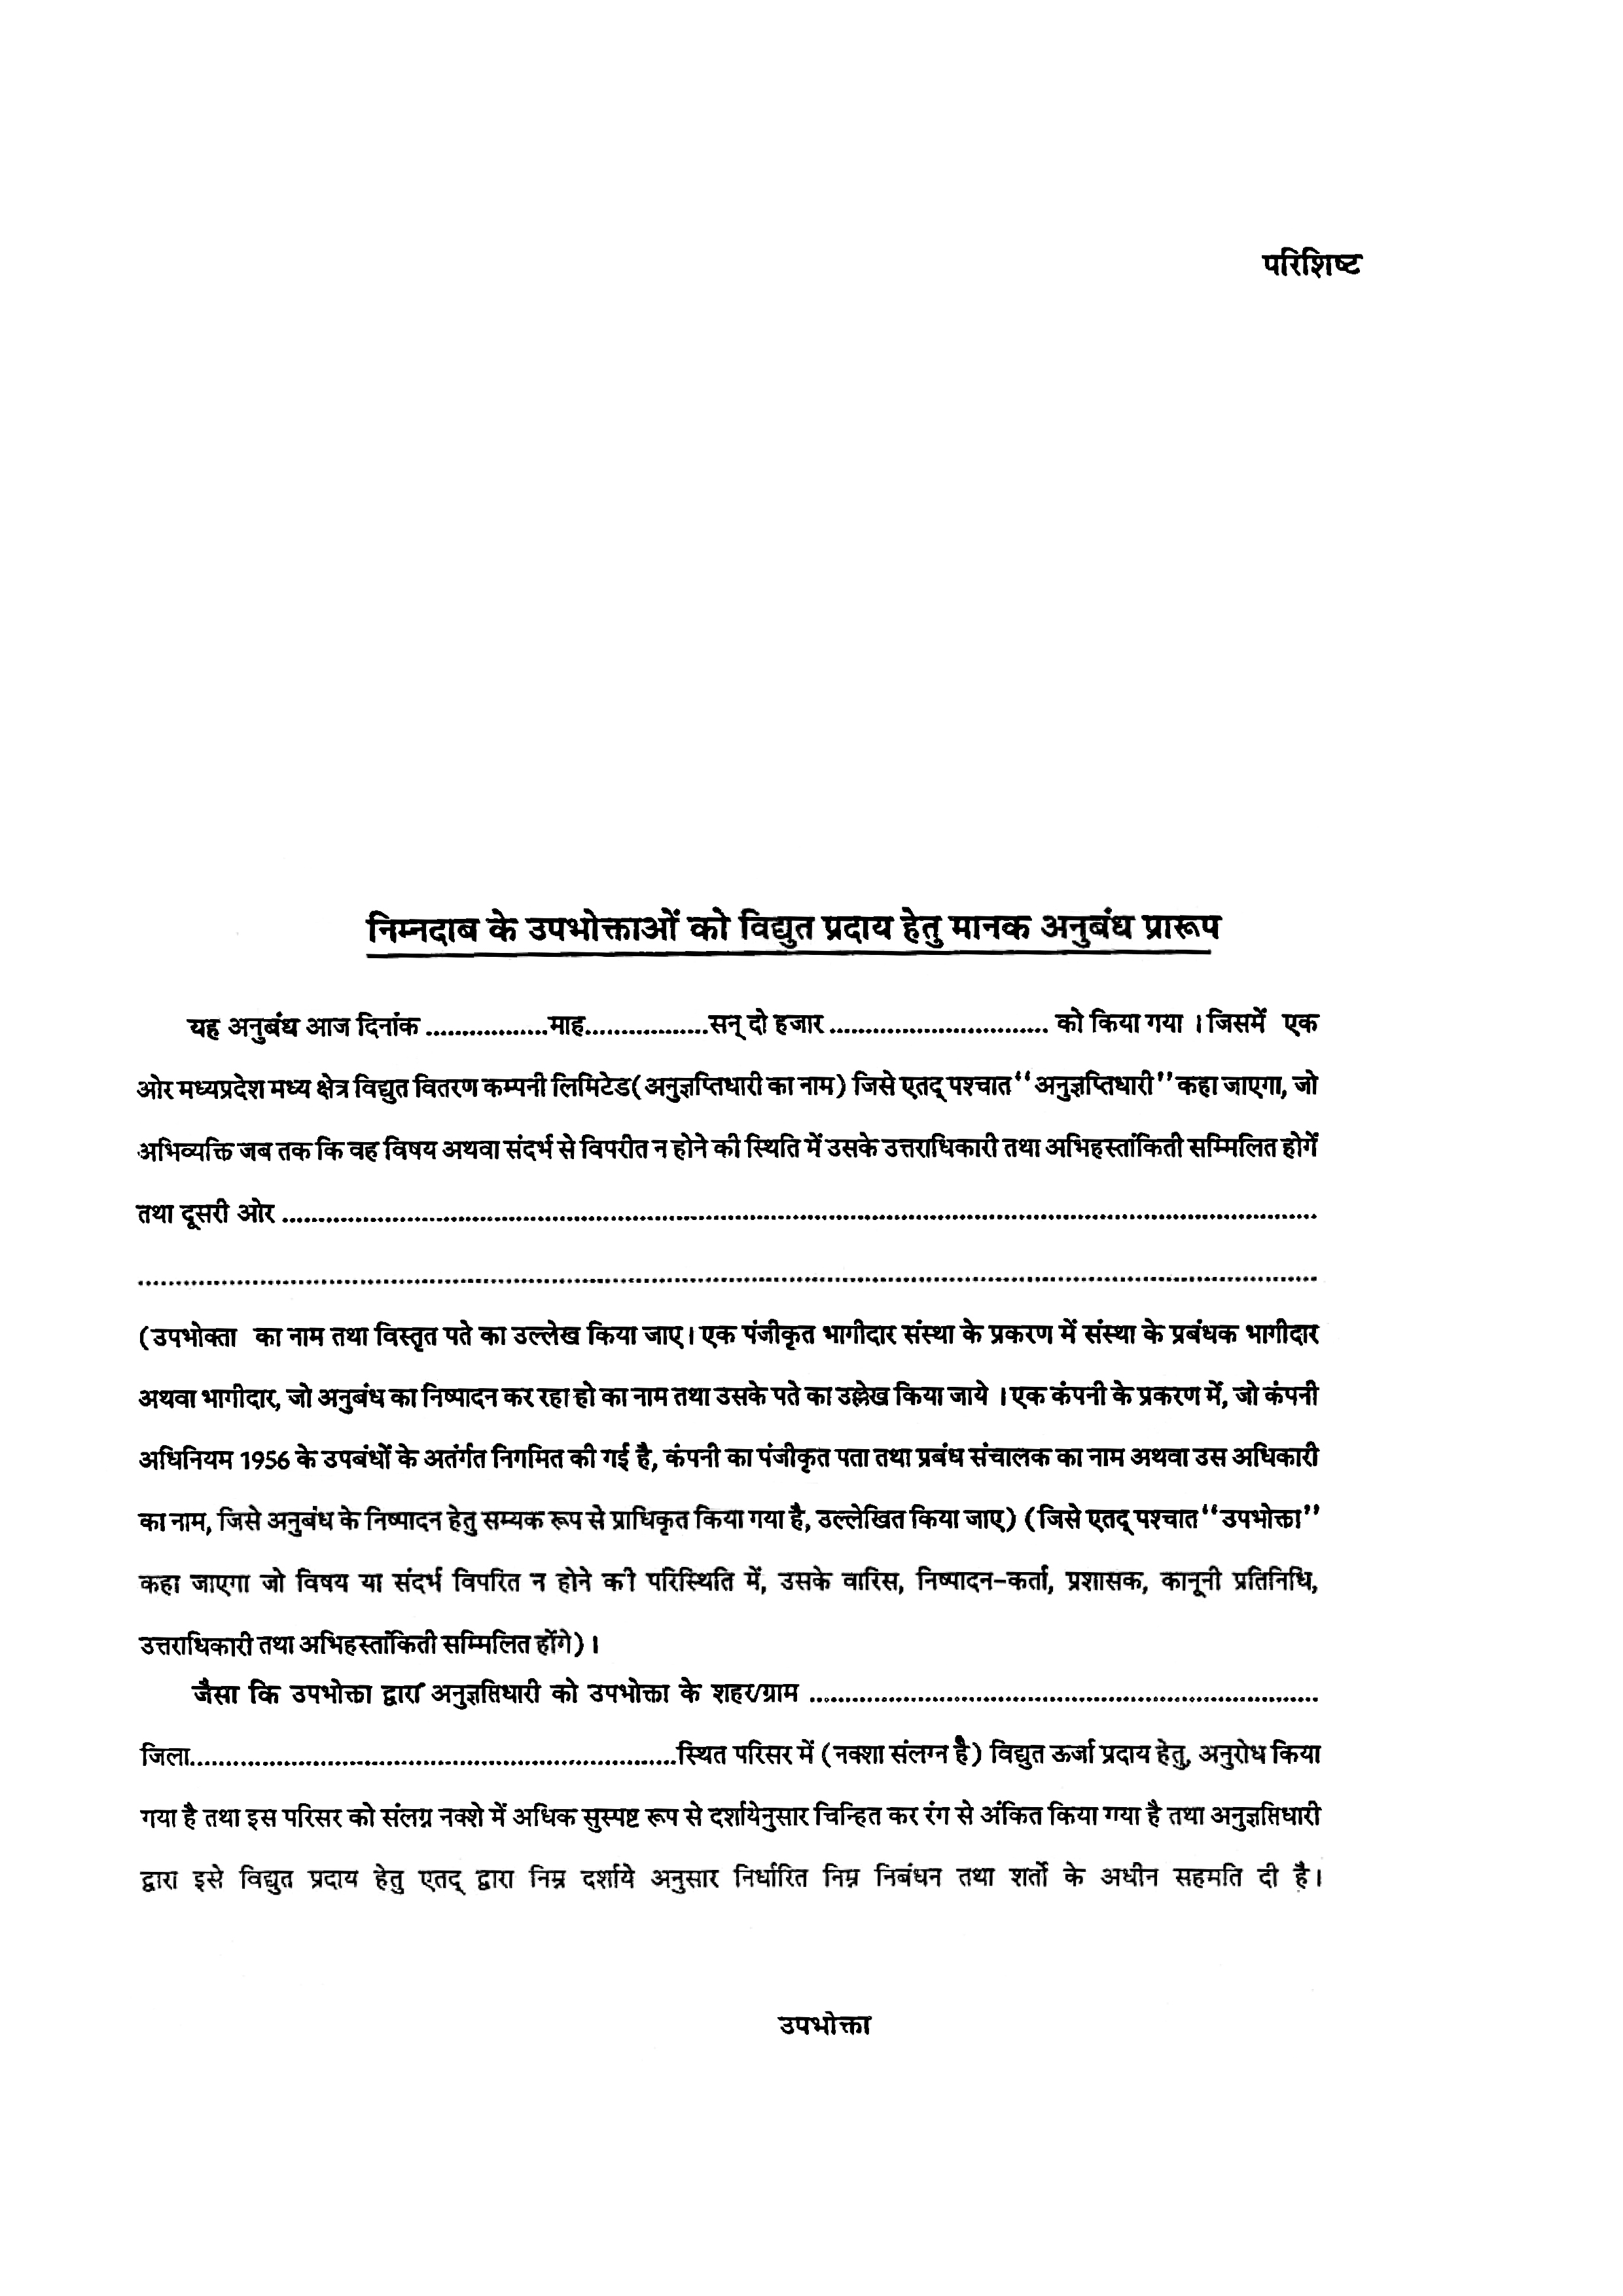 परिशिष्ट
निम्नदाब के उपभोक्ताओं को विद्युत प्रदाय हेतु मानक अनुबंध प्रारूप
यह अनुबंध आज दिनांक .................माह.................सन् दो हजार .............................. को किया गया । जिसमें एक
ओर मध्यप्रदेश मध्य क्षेत्र विद्युत वितरण कम्पनी लिमिटेड(अनुज्ञप्तिधारी का नाम) जिसे एतद् पश्चात “अनुज्ञप्तिधारी” कहा जाएगा, जो
अभिव्यक्ति जब तक कि वह विषय अथवा संदर्भ से विपरीत न होने की स्थिति में उसके उत्तराधिकारी तथा अभिहस्तांकिती सम्मिलित होगें
तथा दूसरी ओर ................................................................................................................................................
................................................................................................................................................................
(उपभोक्ता का नाम तथा विस्तृत पते का उल्लेख किया जाए। एक पंजीकृत भागीदार संस्था के प्रकरण में संस्था के प्रबंधक भागीदार
अथवा भागीदार, जो अनुबंध का निष्पादन कर रहा हो का नाम तथा उसके पते का उल्लेख किया जाये । एक कंपनी के प्रकरण में, जो कंपनी
अधिनियम 1956 के उपबंधों के अतंर्गत निगमित की गई है, कंपनी का पंजीकृत पता तथा प्रबंध संचालक का नाम अथवा उस अधिकारी
का नाम, जिसे अनुबंध के निष्पादन हेतु सम्यक रूप से प्राधिकृत किया गया है, उल्लेखित किया जाए) (जिसे एतद् पश्चात “उपभोक्ता”
कहा जाएगा जो विषय या संदर्भ विपरित न होने की परिस्थिति में, उसके वारिस, निष्पादन-कर्ता, प्रशासक, कानूनी प्रतिनिधि,
उत्तराधिकारी तथा अभिहस्तांकिती सम्मिलित होंगे) ।
जैसा कि उपभोक्ता द्वारा अनुज्ञप्तिधारी को उपभोक्ता के शहर/ग्राम .......................................................................
जिला....................................................................स्थित परिसर में (नक्शा संलग्न है) विद्युत ऊर्जा प्रदाय हेतु, अनुरोध किया
गया है तथा इस परिसर को संलग्न नक्शे में अधिक सुस्पष्ट रूप से दर्शायेनुसार चिन्हित कर रंग से अंकित किया गया है तथा अनुज्ञप्तिधारी
द्वारा इसे विद्युत प्रदाय हेतु एतद् द्वारा निम्न दर्शाये अनुसार निर्धारित निम्न निबंधन तथा शर्तो के अधीन सहमति दी है।
उपभोक्ता